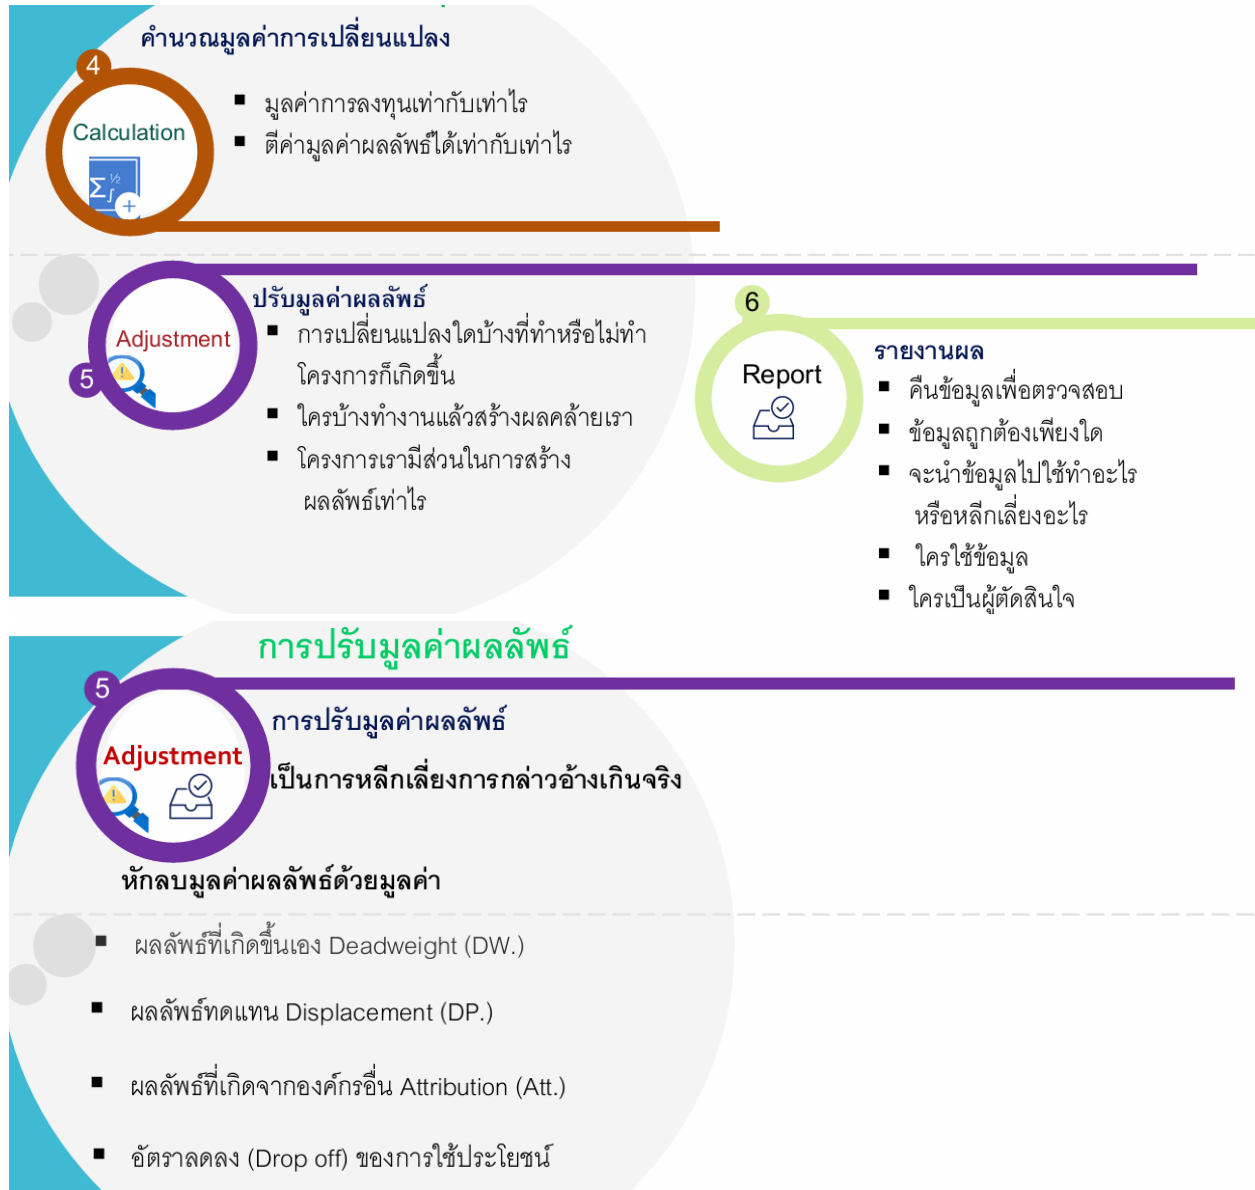 คำนวณมูลค่าการเปลี่ยนแปลง
4
Calculation
▪ มูลค่าการลงทุนเท่ากับเท่าไร
▪ ตีค่ามูลค่าผลลัพธ์ได้เท่ากับเท่าไร
Σ∫ ½ +
5
Adjustment
ปรับมูลค่าผลลัพธ์
▪ การเปลี่ยนแปลงใดบ้างที่ทำหรือไม่ทำ
โครงการก็เกิดขึ้น
▪ ใครบ้างทำงานแล้วสร้างผลคล้ายเรา
▪ โครงการเรามีส่วนในการสร้าง
ผลลัพธ์เท่าไร
6
Report
รายงานผล
▪ คืนข้อมูลเพื่อตรวจสอบ
▪ ข้อมูลถูกต้องเพียงใด
▪ จะนำข้อมูลไปใช้ทำอะไร
หรือหลีกเลี่ยงอะไร
▪ ใครใช้ข้อมูล
▪ ใครเป็นผู้ตัดสินใจ
การปรับมูลค่าผลลัพธ์
5
Adjustment
การปรับมูลค่าผลลัพธ์
เป็นการหลีกเลี่ยงการกล่าวอ้างเกินจริง
หักลบมูลค่าผลลัพธ์ด้วยมูลค่า
▪ ผลลัพธ์ที่เกิดขึ้นเอง Deadweight (DW.)
▪ ผลลัพธ์ทดแทน Displacement (DP.)
▪ ผลลัพธ์ที่เกิดจากองค์กรอื่น Attribution (Att.)
▪ อัตราลดลง (Drop off) ของการใช้ประโยชน์